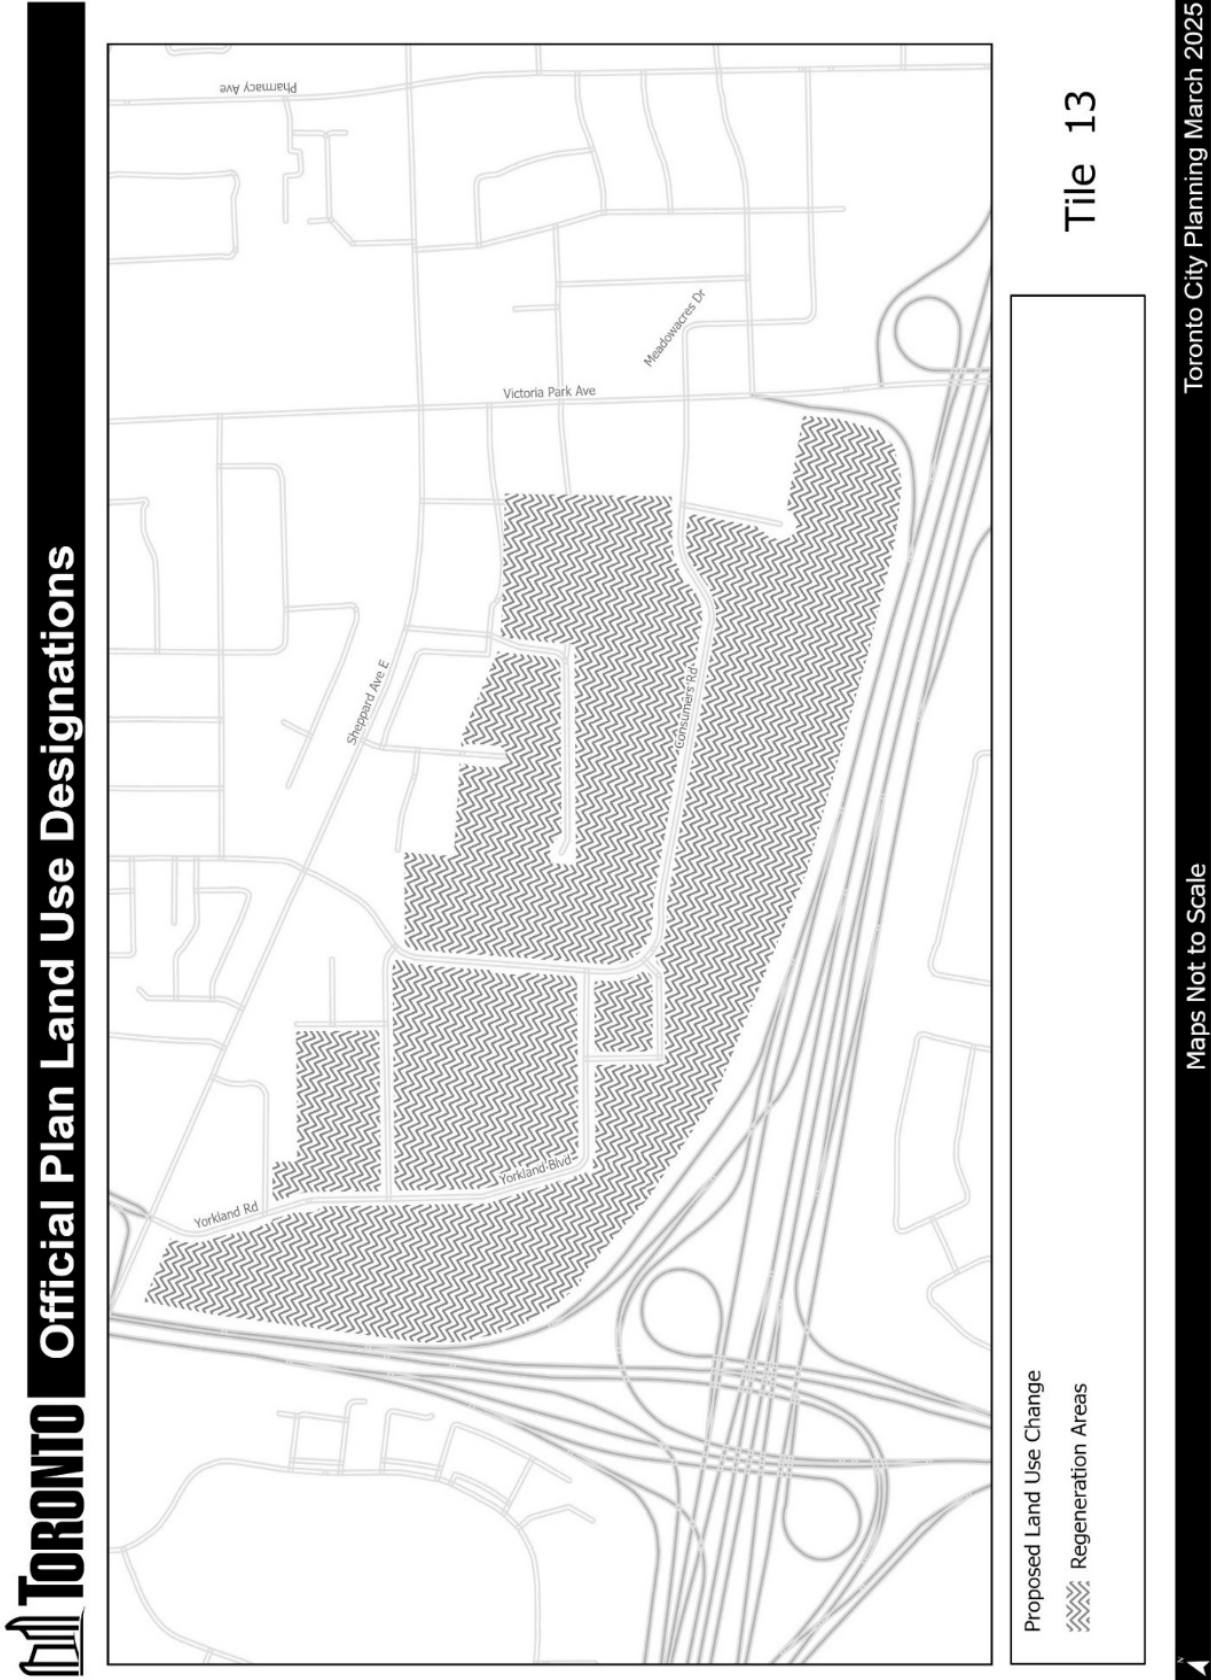 TORONTO Official Plan Land Use Designations
Pharmacy Ave
Victoria Park Ave
Meadowacres Dr
Sheppard Ave E
Consumers Rd
Yorkland Blvd
Yorkland Rd
Proposed Land Use Change
Regeneration Areas
Tile 13
N
Maps Not to Scale
Toronto City Planning March 2025